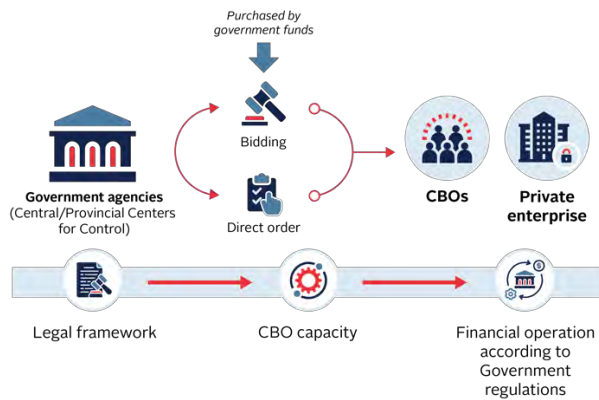 Purchased by
government funds
Bidding
Direct order
Government agencies
(Central/Provincial Centers
for Control)
CBOs
Private
enterprise
Legal framework
CBO capacity
Financial operation
according to
Government
regulations